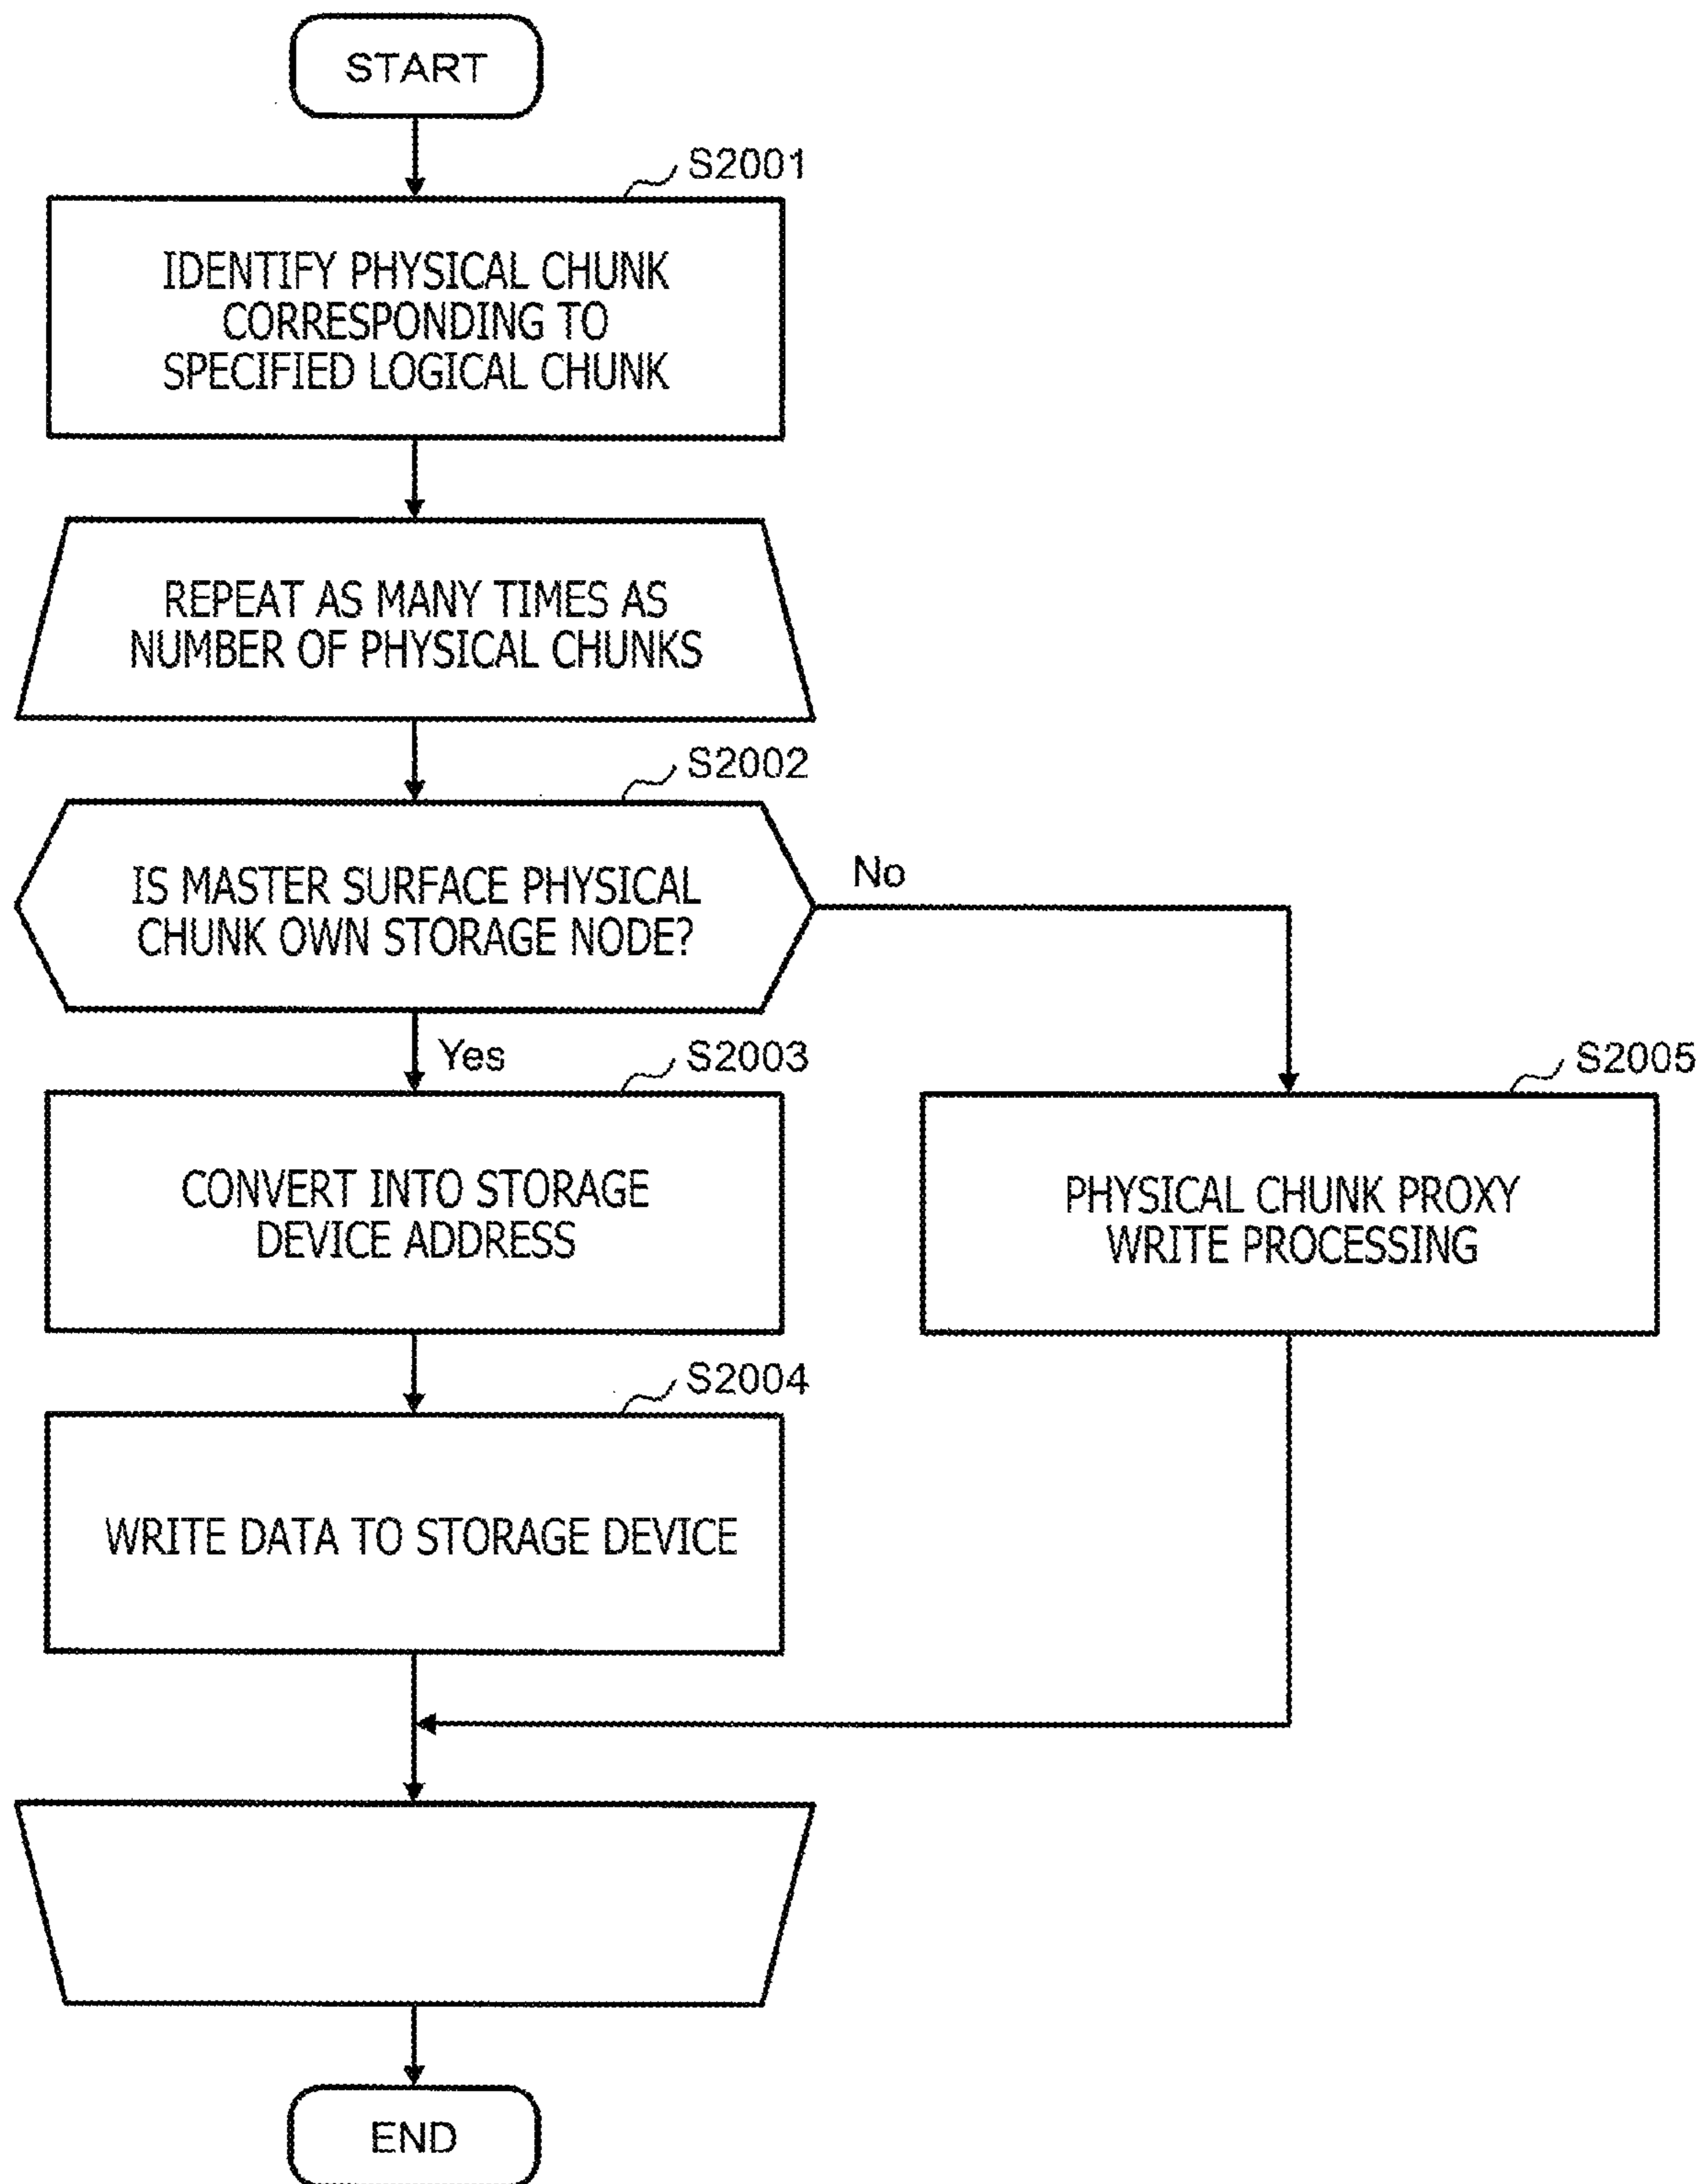 START
S2001
IDENTIFY PHYSICAL CHUNK
CORRESPONDING TO
SPECIFIED LOGICAL CHUNK
REPEAT AS MANY TIMES AS
NUMBER OF PHYSICAL CHUNKS
S2002
IS MASTER SURFACE PHYSICAL
CHUNK OWN STORAGE NODE?
No
Yes
S2003
CONVERT INTO STORAGE
DEVICE ADDRESS
S2005
PHYSICAL CHUNK PROXY
WRITE PROCESSING
S2004
WRITE DATA TO STORAGE DEVICE
END